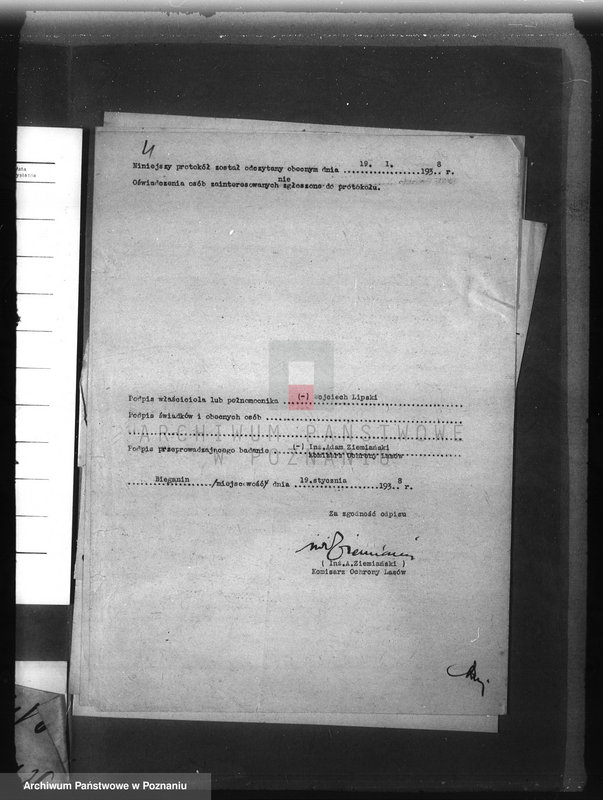 4
Niniejszy protokół został odczytany obecnym dnia ...19. 1. ......193.8 r.
nie
Oświadczenia osób zainteresowanych zgłoszono do protokołu.
Podpis właściciela lub pełnomocnika (-) Wojciech Lipski
Podpis świadków i obecnych osób
ARCHIWUM PAŃSTWOWE
W POZNANIU
Podpis przeprowadzajnego badanie (-) Inż.Adam Ziemiański
Komisarz Ochrony Lasów
Bieganin /miejscowość/ dnia 19.stycznia 193 8 r.
Za zgodność odpisu
( Inż.A.Ziemiański )
Komisarz Ochrony Lasów
Archiwum Państwowe w Poznaniu